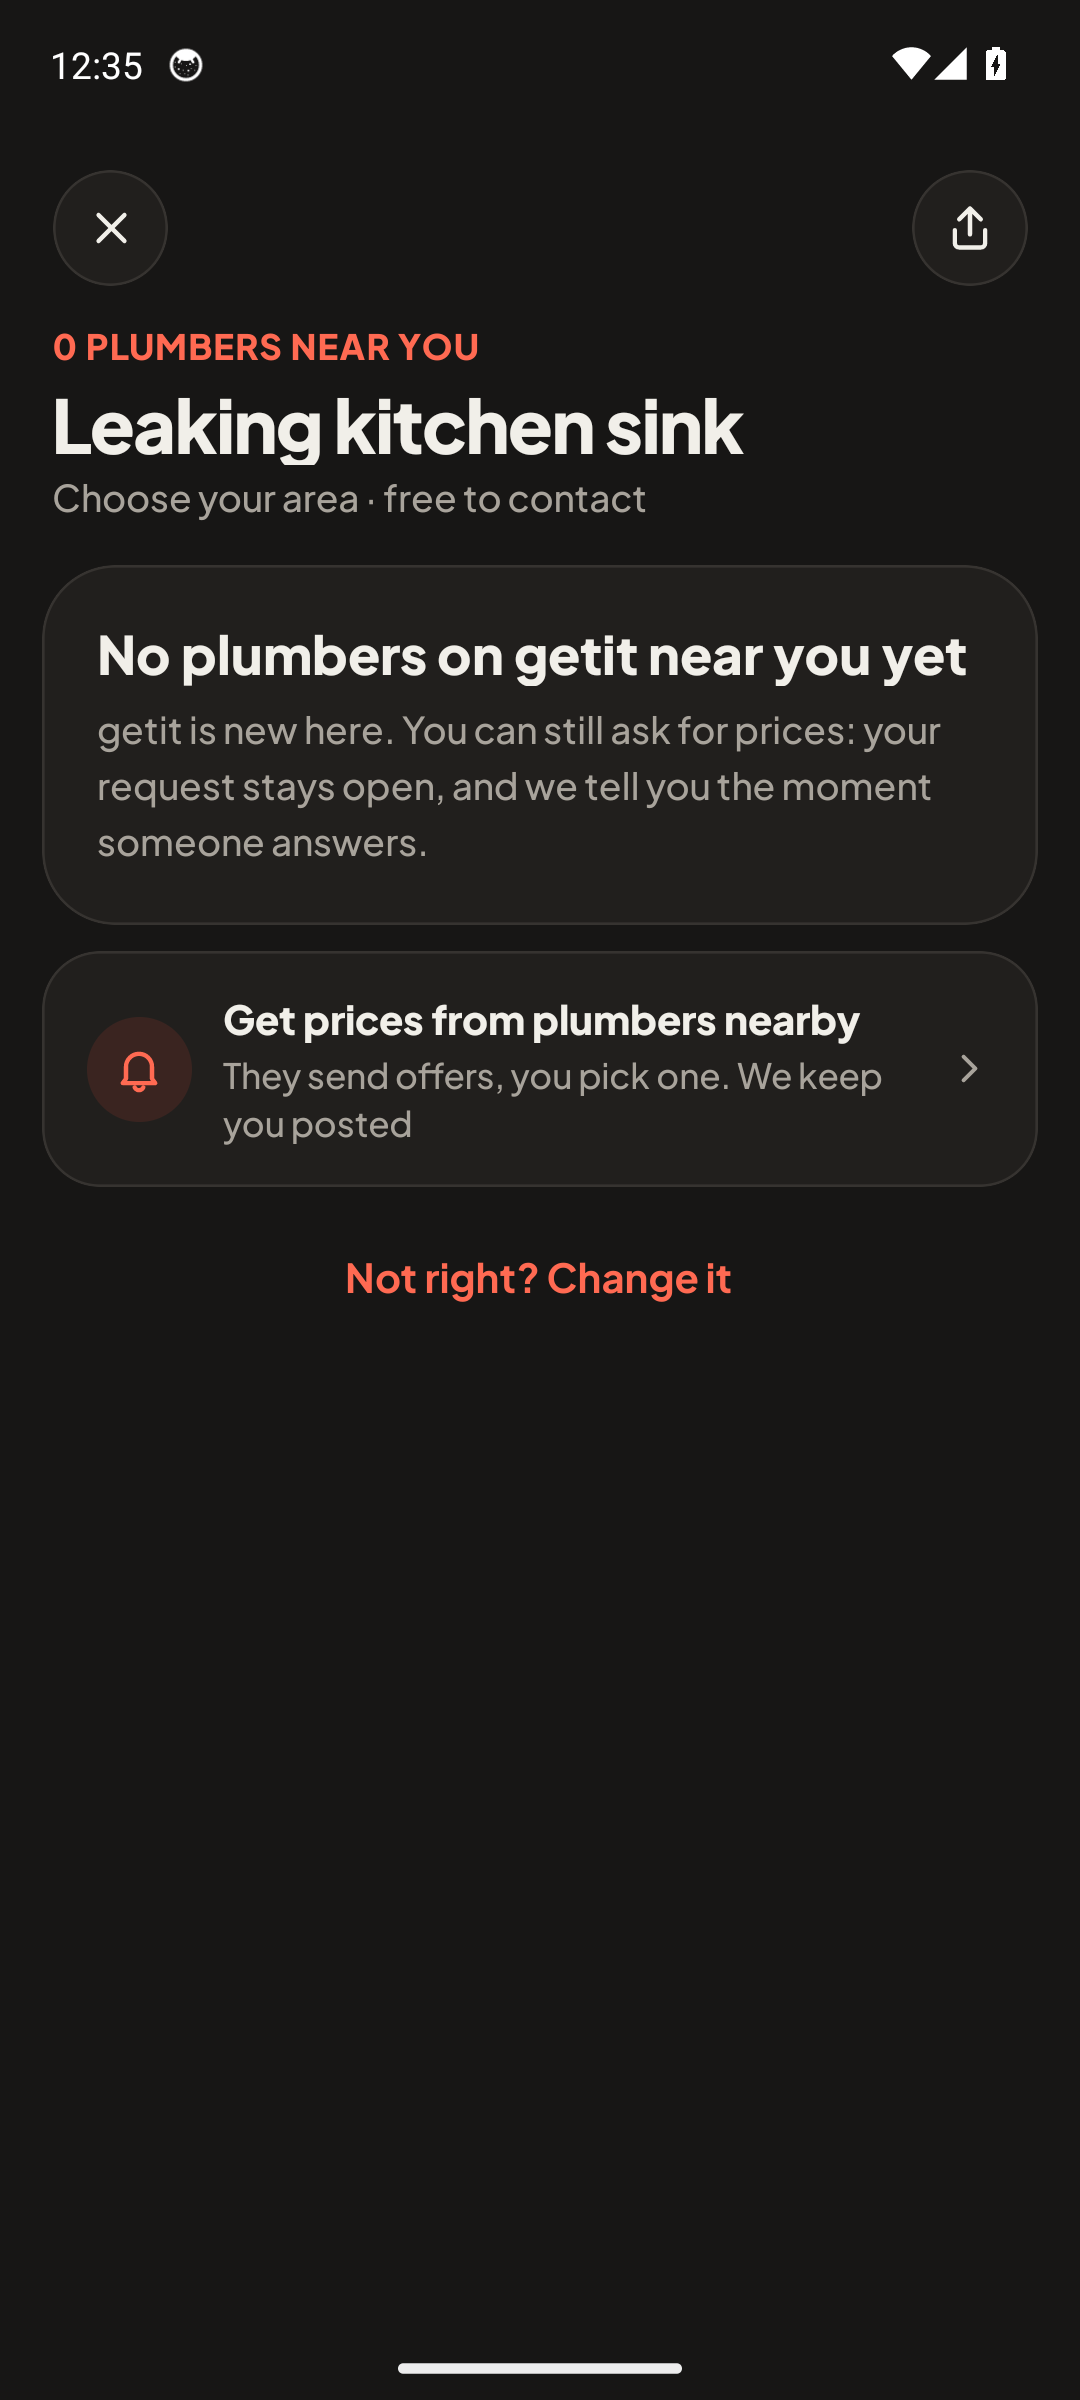 12:35
0 PLUMBERS NEAR YOU
Leaking kitchen sink
Choose your area · free to contact
No plumbers on getit near you yet
getit is new here. You can still ask for prices: your
request stays open, and we tell you the moment
someone answers.
Get prices from plumbers nearby
They send offers, you pick one. We keep
you posted
Not right? Change it